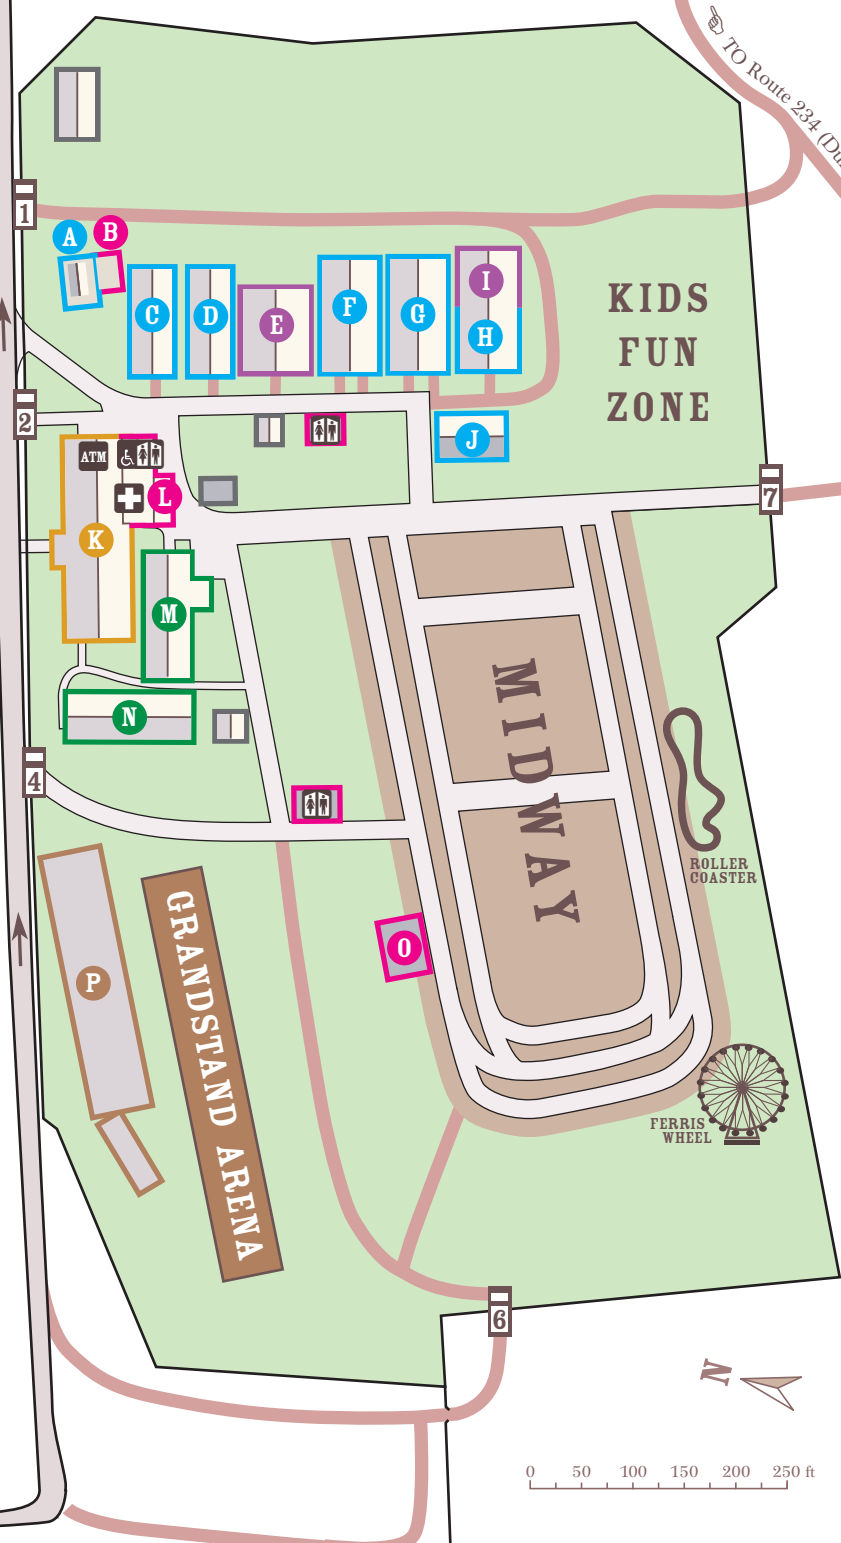 TO Route 234 (Du
1
A
B
C
D
E
F
G
I
H
KIDS
FUN
ZONE
2
J
ATM
L
K
7
M
N
MIDWAY
4
ROLLER
COASTER
GRANDSTAND ARENA
O
P
FERRIS
WHEEL
6
N
0 50 100 150 200 250 ft